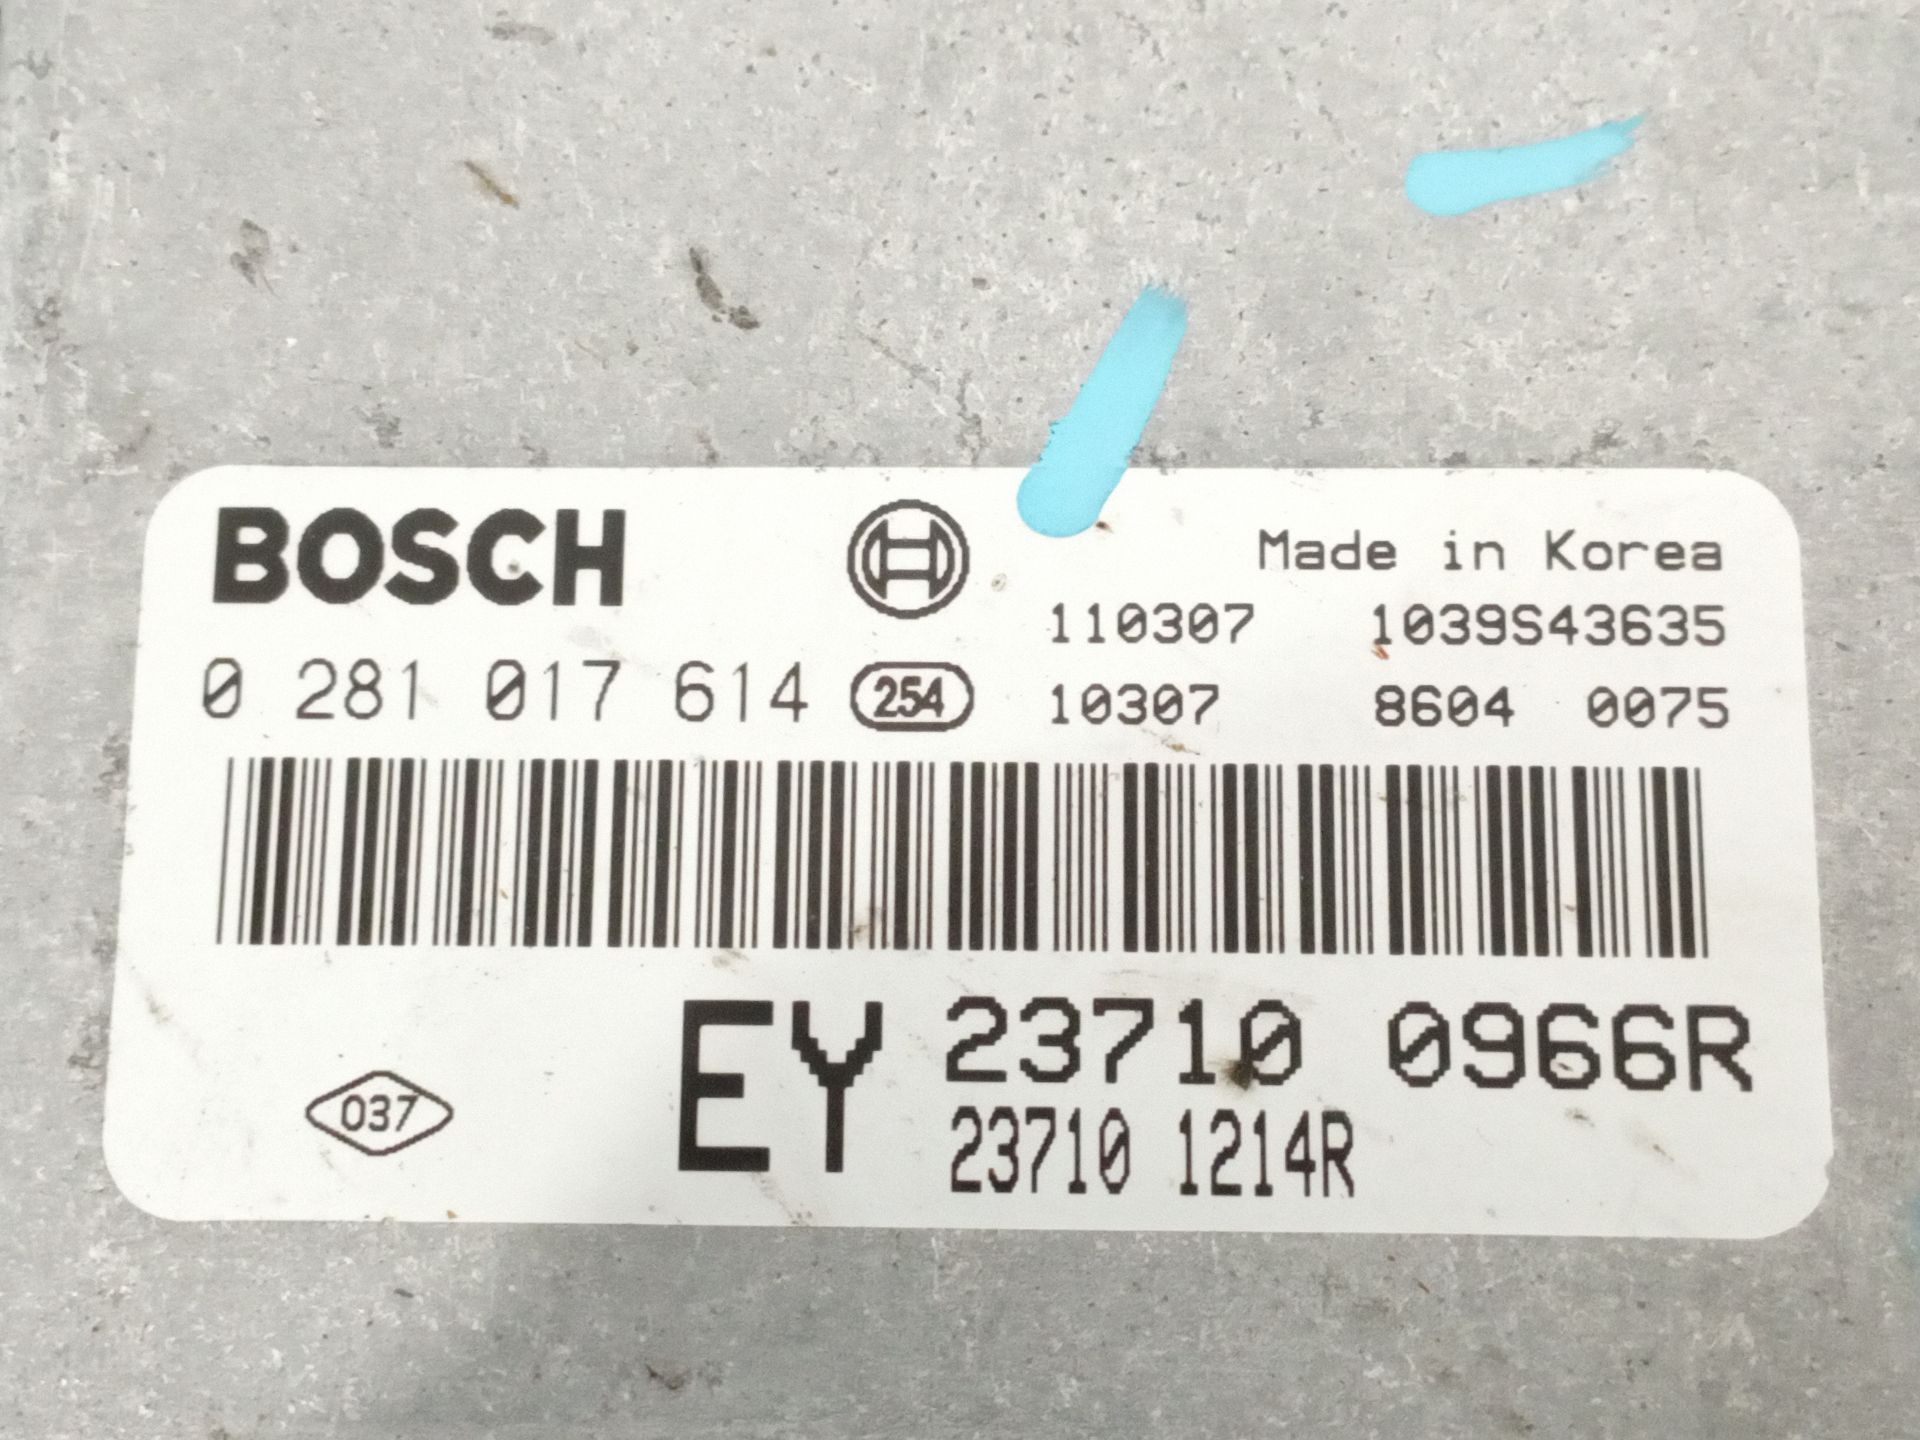 BOSCH
Made in Korea
110307 1039S43635
0 281 017 614 254 10307 8604 0075
EY 23710 0966R
037
23710 1214R